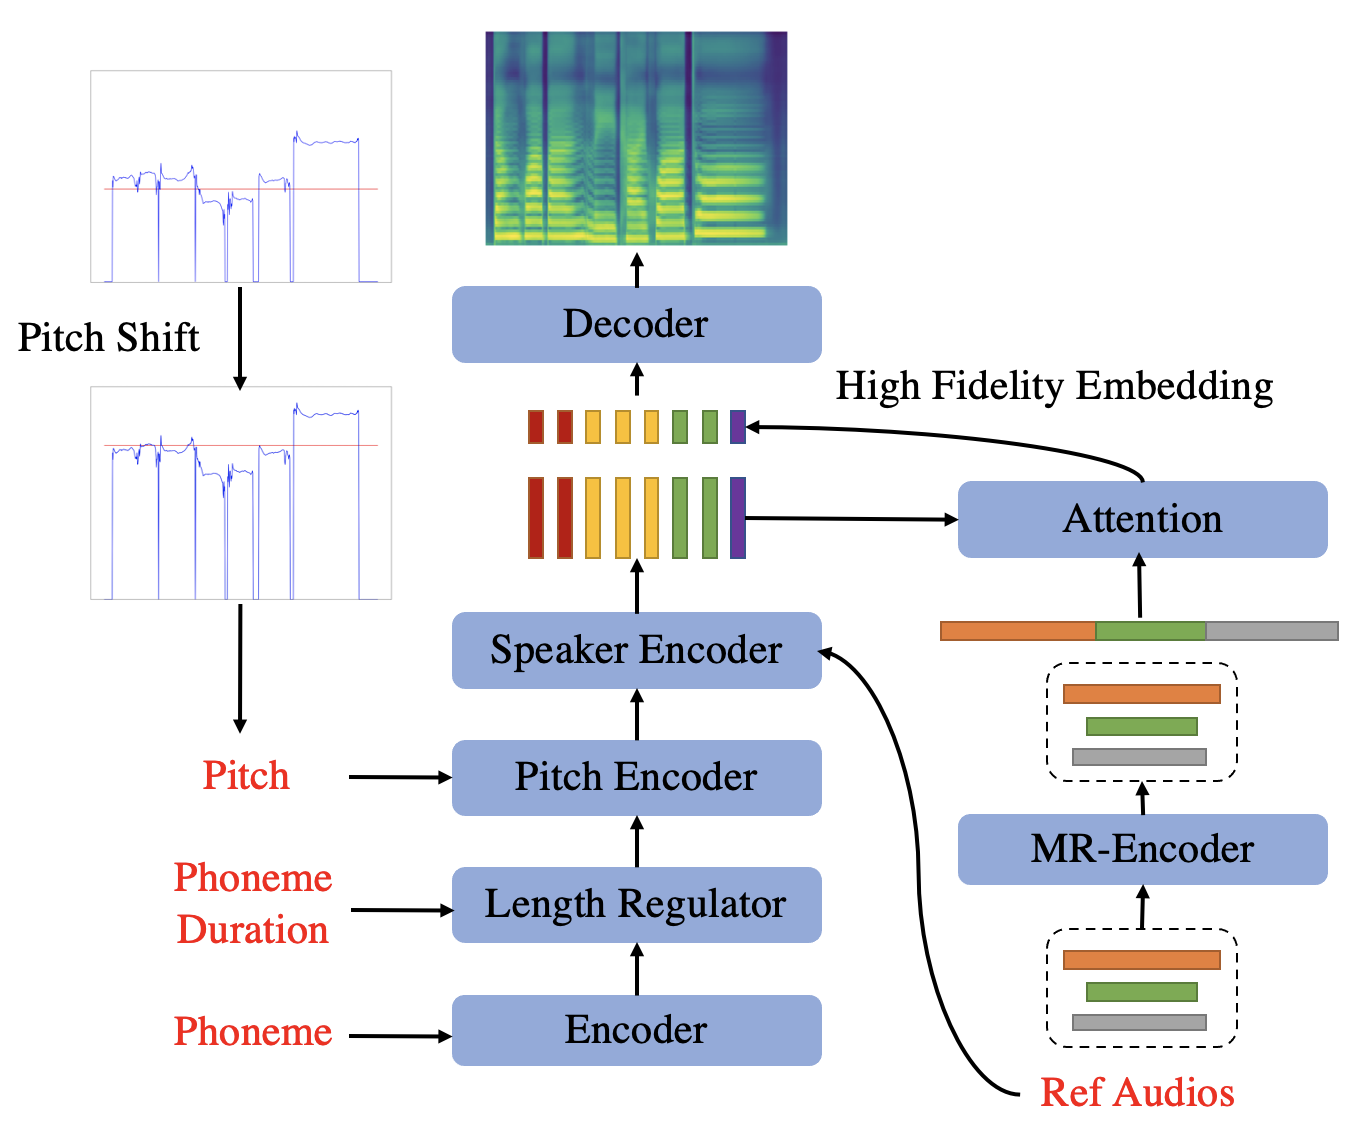 Pitch Shift
Decoder
High Fidelity Embedding
Attention
Speaker Encoder
Pitch
Pitch Encoder
MR-Encoder
Phoneme
Duration
Length Regulator
Phoneme
Encoder
Ref Audios